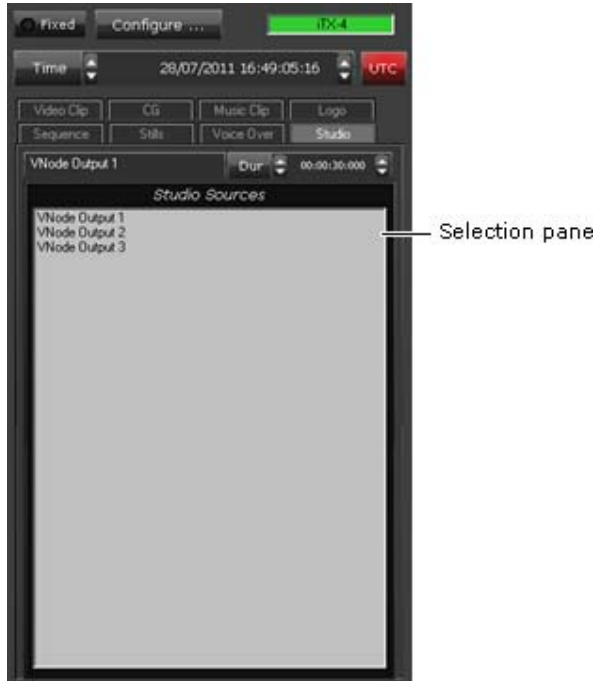 Fixed Configure ... iTX-4
Time 28/07/2011 16:49:05:16 UTC
Video Clip CG Music Clip Logo
Sequence Stills Voice Over Studio
VNode Output 1 Dur 00:00:30:000
Studio Sources
VNode Output 1
VNode Output 2
VNode Output 3
Selection pane